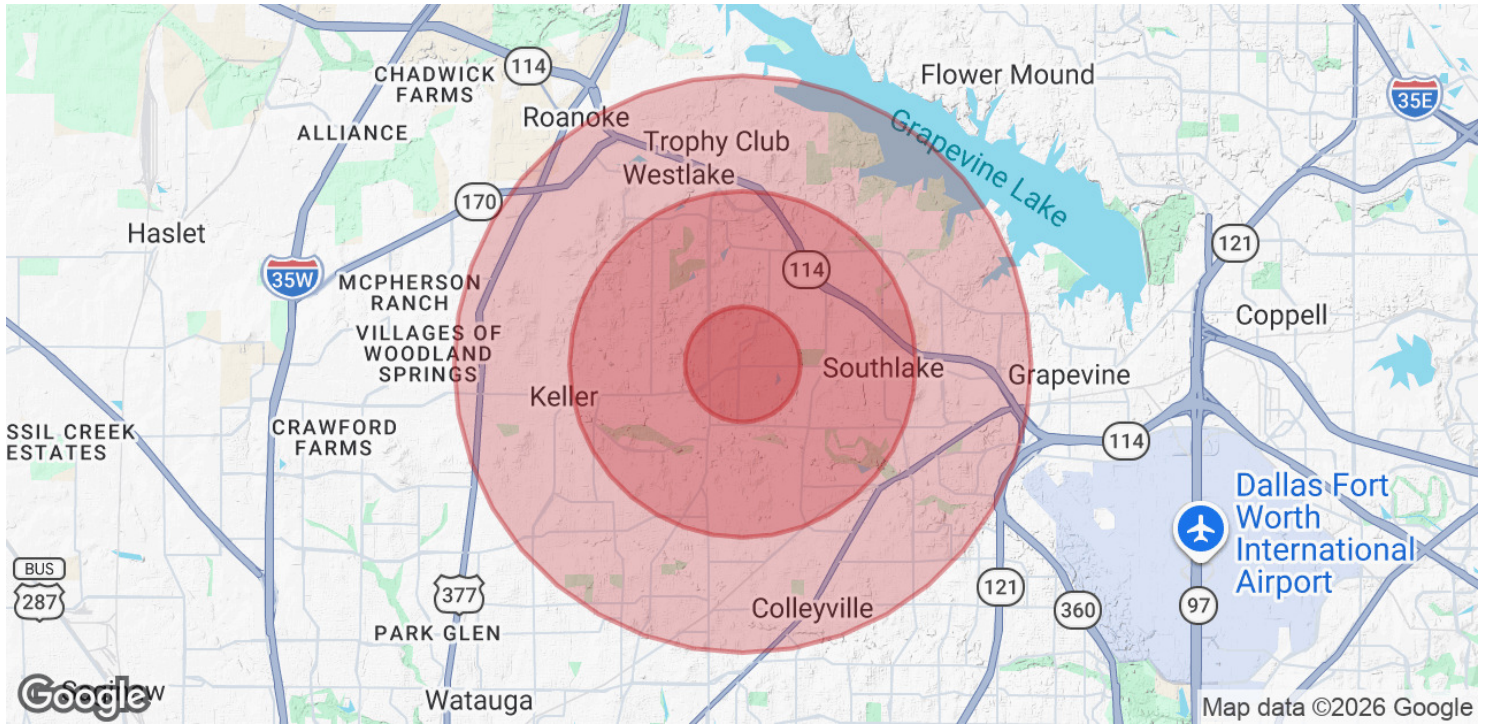 Flower Mound
CHADWICK
FARMS
114
35E
Roanoke
ALLIANCE
Trophy Club
Westlake
Grapevine Lake
170
Haslet
121
114
35W
MCPHERSON
RANCH
Coppell
VILLAGES OF
WOODLAND
SPRINGS
Southlake
Grapevine
Keller
SSIL CREEK
ESTATES
CRAWFORD
FARMS
114
Dallas Fort
Worth
International
Airport
BUS
287
377
121
360
97
Colleyville
PARK GLEN
Google
Watauga
Map data ©2026 Google